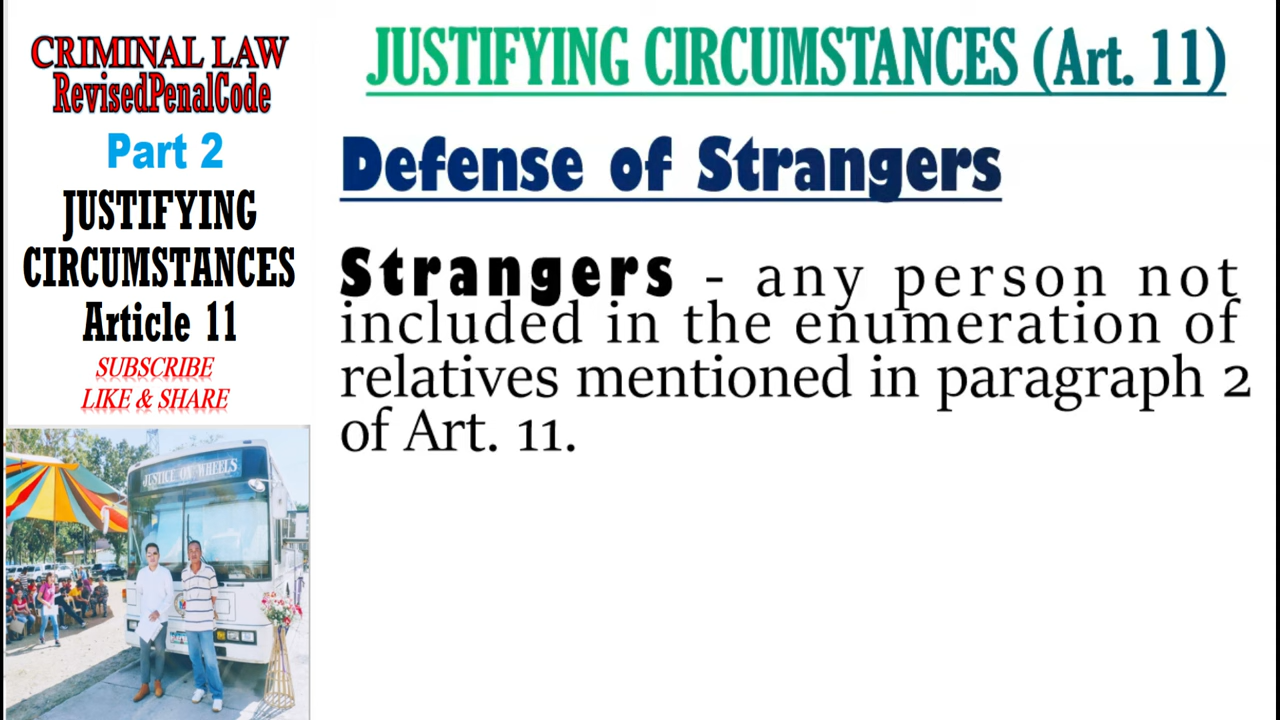 CRIMINAL LAW
RevisedPenalCode
Part 2
JUSTIFYING
CIRCUMSTANCES
Article 11
SUBSCRIBE
LIKE & SHARE
JUSTICE ON WHEELS
JUSTIFYING CIRCUMSTANCES (Art. 11)
Defense of Strangers
Strangers - any person not
included in the enumeration of
relatives mentioned in paragraph 2
of Art. 11.